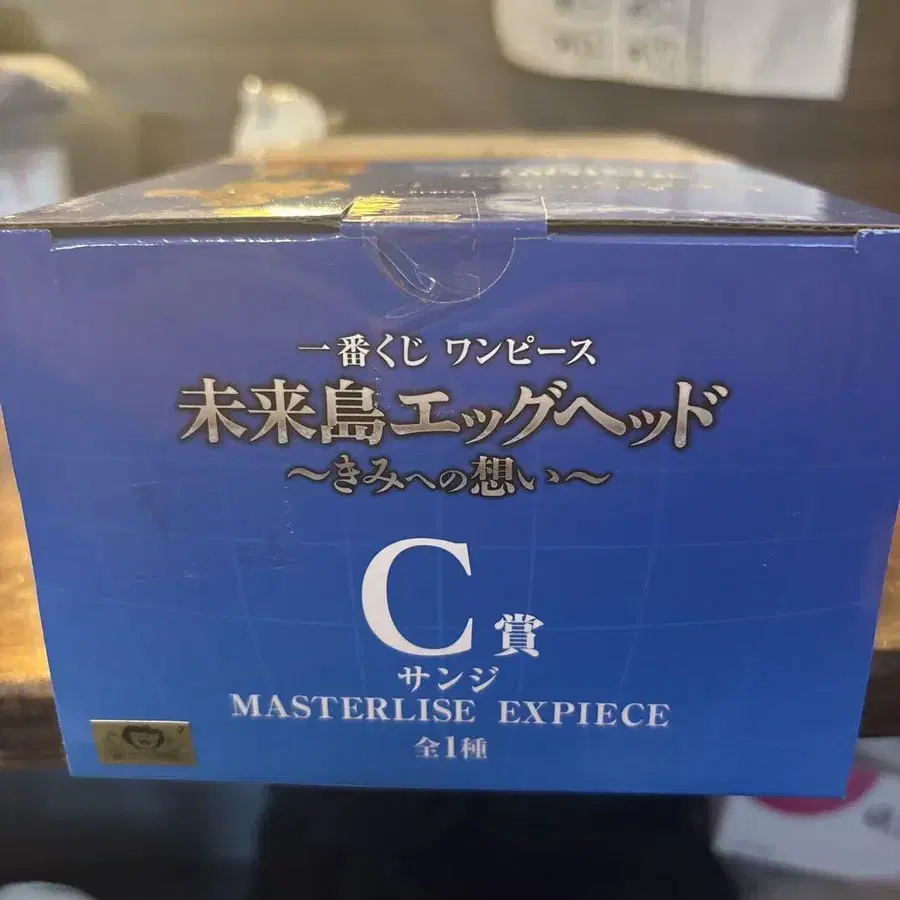 一番くじ ワンピース
未来島エッグヘッド
～きみへの想い～
C賞
サンジ
MASTERLISE EXPIECE
全1種